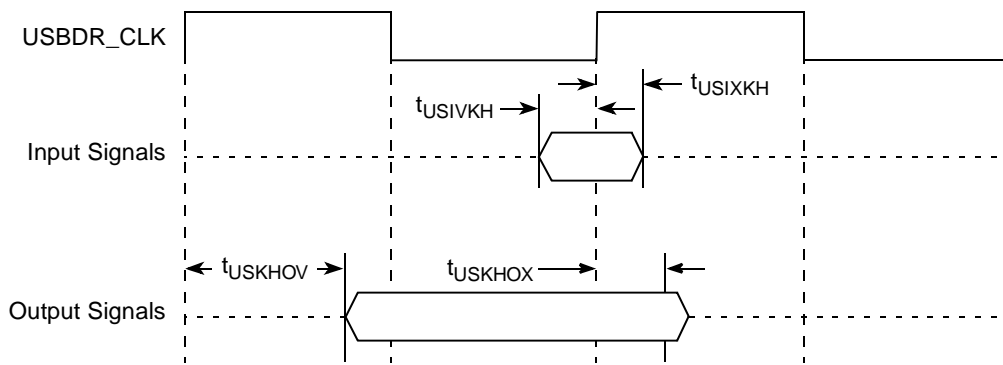 USBDR_CLK
tUSIVKH
tUSIXKH
Input Signals
tUSKHOV
tUSKHOX
Output Signals